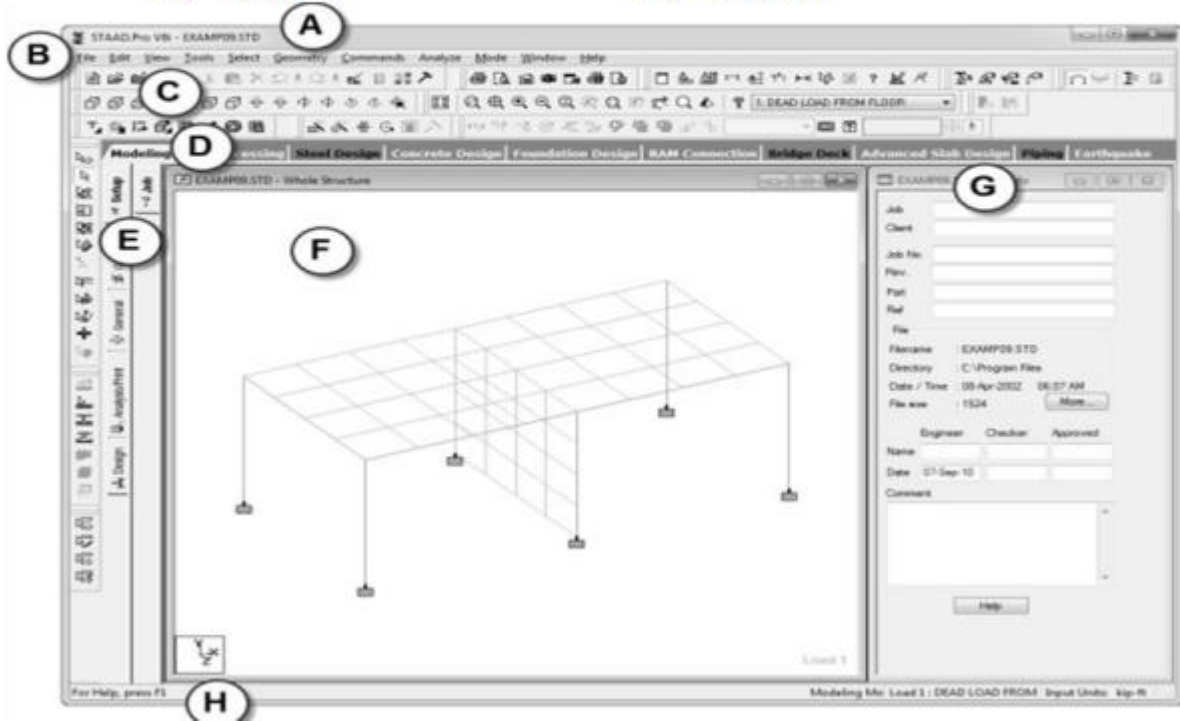 A
STAAD.Pro V8i - EXAMP09.STD
B
File Edit View Tools Select Geometry Commands Analyze Mode Window Help
C
1: DEAD LOAD FROM FLOOR
D
Modeling Steel Design Concrete Design Foundation Design RAM Connection Bridge Deck Advanced Slab Design Piping Earthquake
Setup
Job
EXAMP09.STD - Whole Structure
G
E
F
General
Analysis/Print
Design
Job
Client
Job No
Rev.
Part
Ref
File
Filename : EXAMP09.STD
Directory : C:\Program Files
Date / Time : 08-Apr-2002 06:07 AM
File size : 1524 More...
Engineer Checker Approved
Name
Date 07-Sep-10
Comment
Help
Y
Z X
Load 1
For Help, press F1
H
Modeling Mo Load 1 : DEAD LOAD FROM Input Units: kip-ft